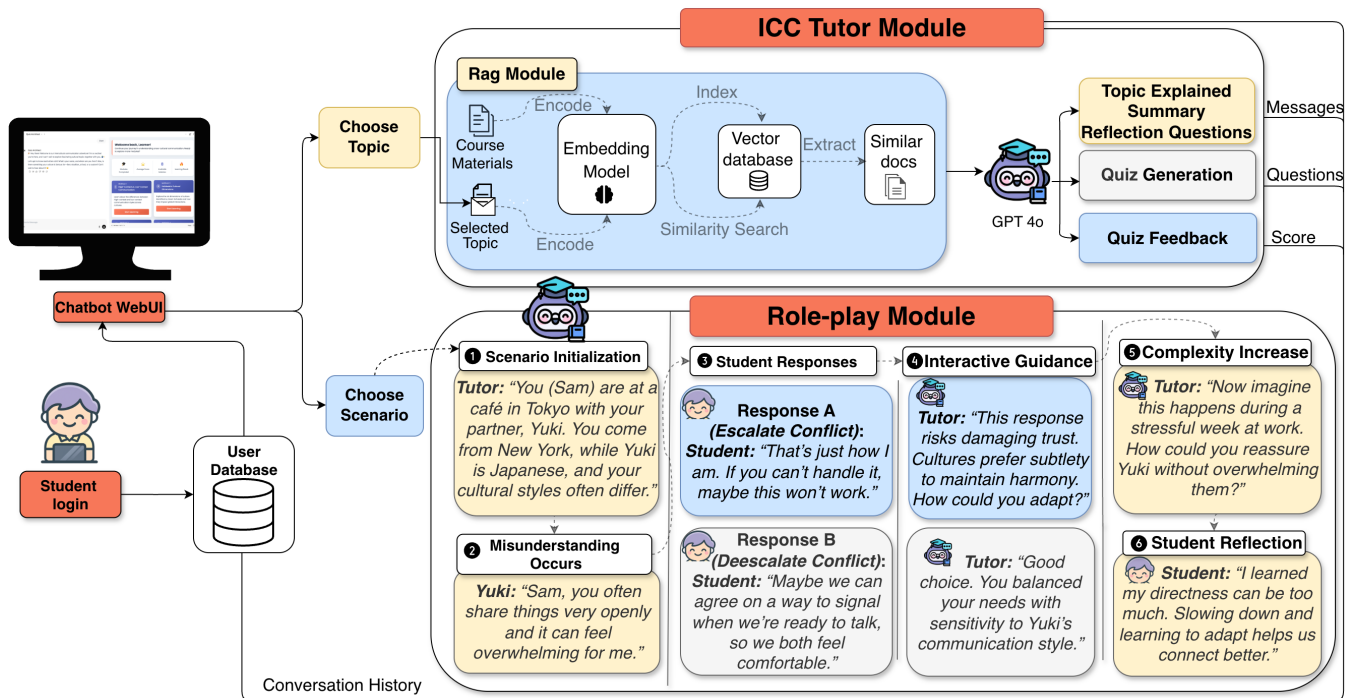 ICC Tutor Module
Rag Module
Encode
Index
Course
Materials
Embedding
Model
Vector
database
Extract
Similar
docs
Selected
Topic
Encode
Similarity Search
GPT 4o
Topic Explained
Summary
Reflection Questions
Quiz Generation
Quiz Feedback
Messages
Questions
Score
Choose
Topic
Chatbot WebUI
Choose
Scenario
Student
login
User
Database
Conversation History
Role-play Module
1 Scenario Initialization
Tutor: “You (Sam) are at a
café in Tokyo with your
partner, Yuki. You come
from New York, while Yuki
is Japanese, and your
cultural styles often differ.”
2 Misunderstanding
Occurs
Yuki: “Sam, you often
share things very openly
and it can feel
overwhelming for me.”
3 Student Responses
Response A
(Escalate Conflict):
Student: “That’s just how I
am. If you can’t handle it,
maybe this won’t work.”
Response B
(Deescalate Conflict):
Student: “Maybe we can
agree on a way to signal
when we’re ready to talk,
so we both feel
comfortable.”
4 Interactive Guidance
Tutor: “This response
risks damaging trust.
Cultures prefer subtlety
to maintain harmony.
How could you adapt?”
Tutor: “Good
choice. You balanced
your needs with
sensitivity to Yuki’s
communication style.”
5 Complexity Increase
Tutor: “Now imagine
this happens during a
stressful week at work.
How could you reassure
Yuki without overwhelming
them?”
6 Student Reflection
Student: “I learned
my directness can be too
much. Slowing down and
learning to adapt helps us
connect better.”